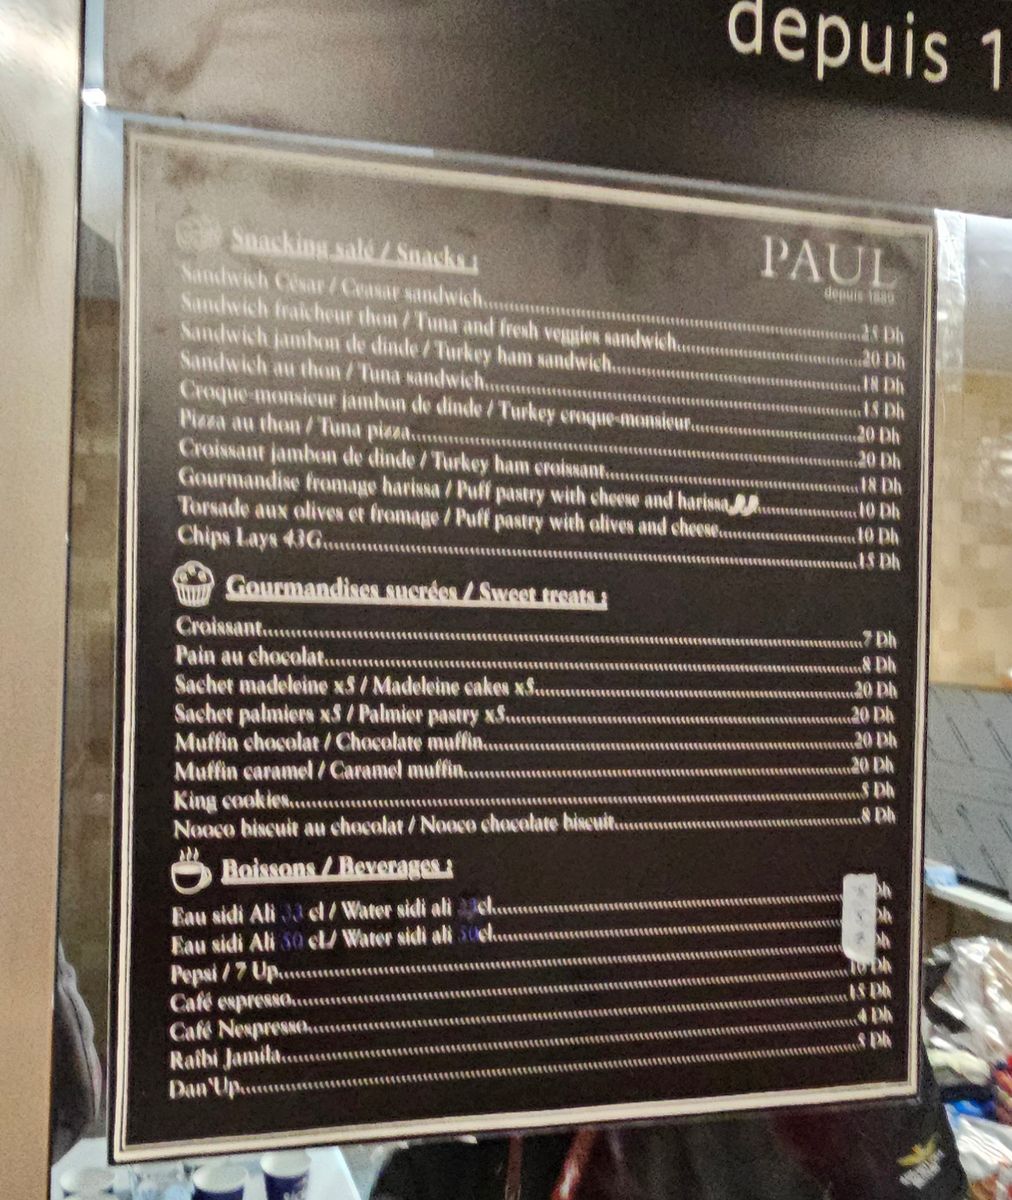 depuis 1
PAUL
depuis 1889
Snacking salé / Snacks :
Sandwich César / Ceasar sandwich...25 Dh
Sandwich fraîcheur thon / Tuna and fresh veggies sandwich...20 Dh
Sandwich jambon de dinde / Turkey ham sandwich...18 Dh
Sandwich au thon / Tuna sandwich...15 Dh
Croque-monsieur jambon de dinde / Turkey croque-monsieur...20 Dh
Pizza au thon / Tuna pizza...20 Dh
Croissant jambon de dinde / Turkey ham croissant...18 Dh
Gourmandise fromage harissa / Puff pastry with cheese and harissa...10 Dh
Torsade aux olives et fromage / Puff pastry with olives and cheese...10 Dh
Chips Lays 43G...15 Dh
Gourmandises sucrées / Sweet treats :
Croissant...7 Dh
Pain au chocolat...8 Dh
Sachet madeleine x5 / Madeleine cakes x5...20 Dh
Sachet palmiers x5 / Palmier pastry x5...20 Dh
Muffin chocolat / Chocolate muffin...20 Dh
Muffin caramel / Caramel muffin...20 Dh
King cookies...5 Dh
Nooco biscuit au chocolat / Nooco chocolate biscuit...8 Dh
Boissons / Beverages :
Eau sidi Ali 33 cl / Water sidi ali 33cl...Dh
Eau sidi Ali 50 cl / Water sidi ali 50cl...Dh
Pepsi / 7 Up...Dh
Café espresso...10 Dh
Café Nespresso...15 Dh
Raîbi Jamila...4 Dh
Dan'Up...5 Dh